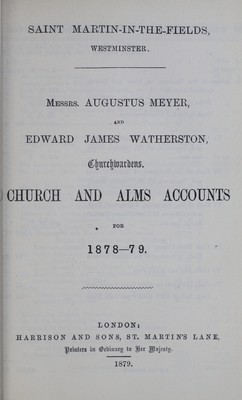 SAINT MARTIN-IN-THE-FIELDS,
WESTMINSTER.
MESSRS. AUGUSTUS MEYER,
AND
EDWARD JAMES WATHERSTON,
Churchwardens.
CHURCH AND ALMS ACCOUNTS
FOR
1878—79.
LONDON:
HARRISON AND SONS, ST. MARTIN'S LANE,
Printers in Ordinary to Her Majesty.
1879.